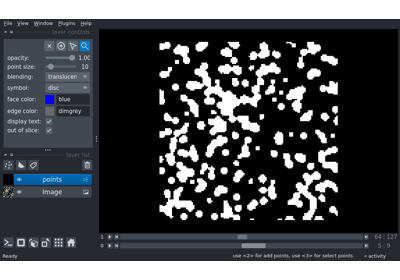 File View Window Plugins Help
layer controls
opacity: 1.00
point size: 10
blending: translucen
symbol: disc
face color: blue
edge color: dimgrey
display text:
out of slice:
layer list
points
Image
1 64 127
0 5 9
Ready use <2> for add points, use <3> for select points activity